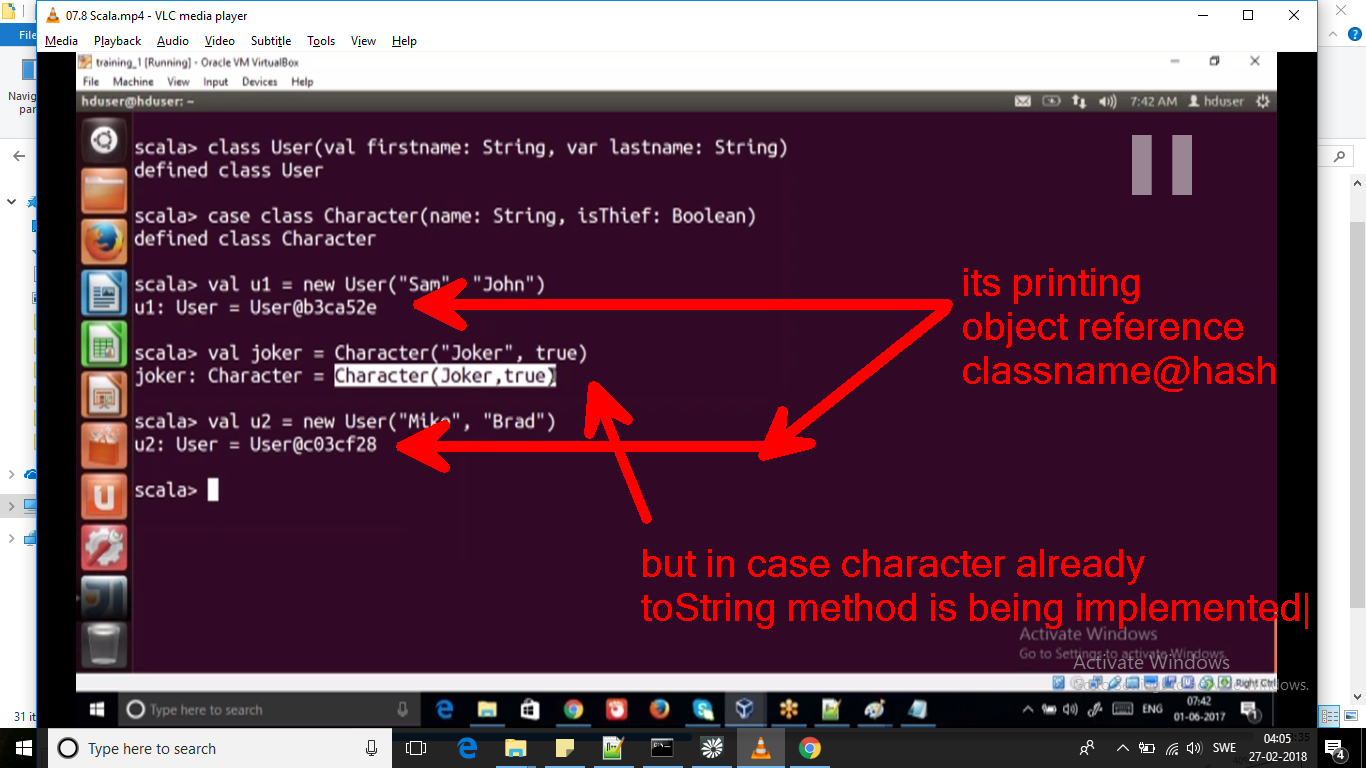 07.8 Scala.mp4 - VLC media player
File
Media Playback Audio Video Subtitle Tools View Help
training_1 [Running] - Oracle VM VirtualBox
File Machine View Input Devices Help
hduser@hduser: ~
7:42 AM hduser
scala> class User(val firstname: String, var lastname: String)
defined class User
scala> case class Character(name: String, isThief: Boolean)
defined class Character
scala> val u1 = new User("Sam", "John")
u1: User = User@b3ca52e
scala> val joker = Character("Joker", true)
joker: Character = Character(Joker,true)
scala> val u2 = new User("Mike", "Brad")
u2: User = User@c03cf28
scala>
its printing
object reference
classname@hash
but in case character already
toString method is being implemented
Activate Windows
Go to Settings to activate Windows.
Activate Windows
Right Ctrl
Type here to search
ENG
07:42
01-06-2017
1
31 it
Type here to search
SWE
04:05
27-02-2018
4